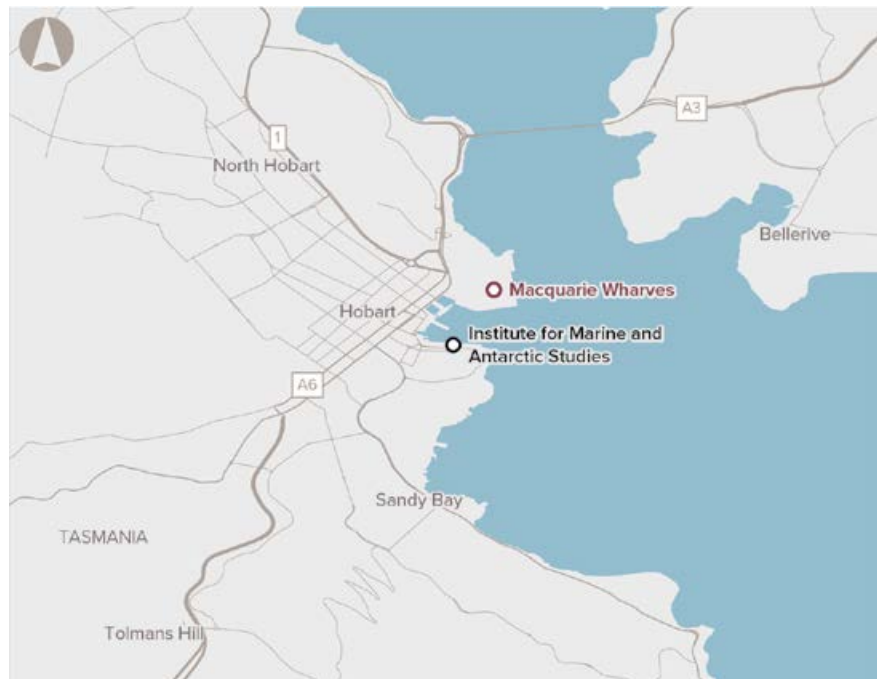 A3
1
North Hobart
Bellerive
Macquarie Wharves
Hobart
Institute for Marine and
Antarctic Studies
A6
Sandy Bay
TASMANIA
Tolmans Hill